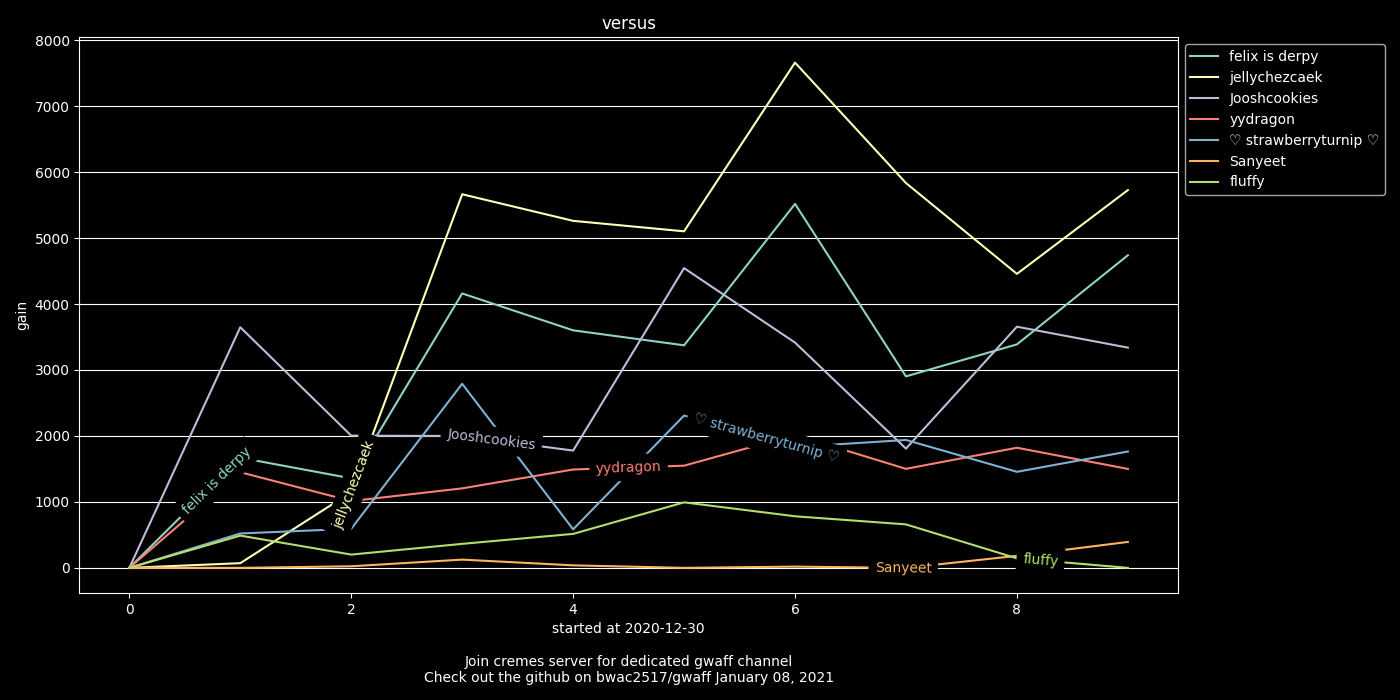 versus
8000
7000
6000
5000
4000
3000
2000
1000
0
gain
felix is derpy
jellychezcaek
Jooshcookies
yydragon
♡ strawberryturnip ♡
Sanyeet
fluffy
felix is derpy
jellychezcaek
Jooshcookies
yydragon
♡ strawberryturnip ♡
Sanyeet
fluffy
0 2 4 6 8
started at 2020-12-30
Join cremes server for dedicated gwaff channel
Check out the github on bwac2517/gwaff January 08, 2021